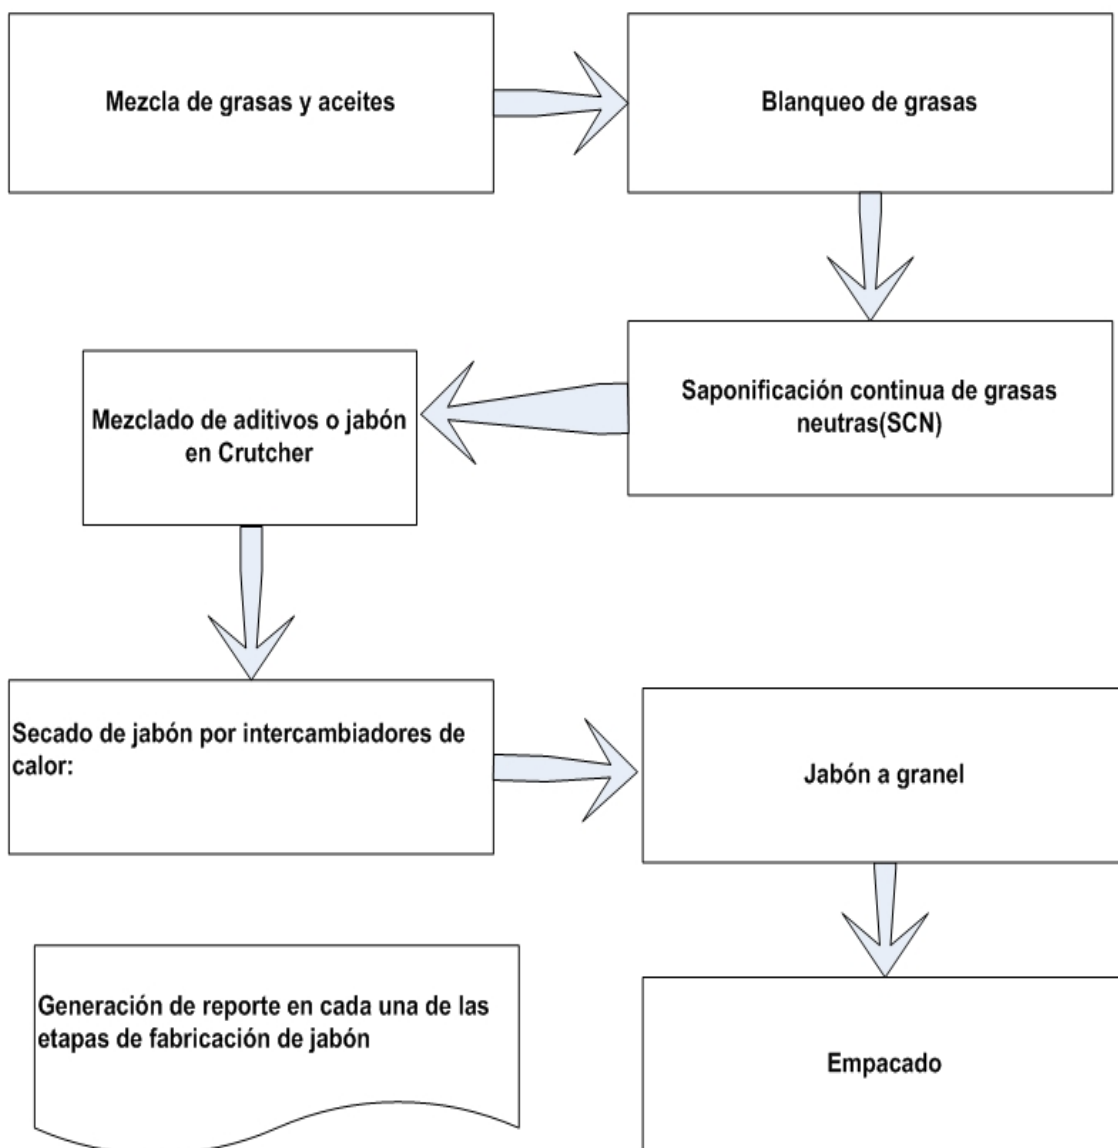 Mezcla de grasas y aceites
Blanqueo de grasas
Saponificación continua de grasas
neutras(SCN)
Mezclado de aditivos o jabón
en Crutcher
Secado de jabón por intercambiadores de
calor:
Jabón a granel
Generación de reporte en cada una de las
etapas de fabricación de jabón
Empacado